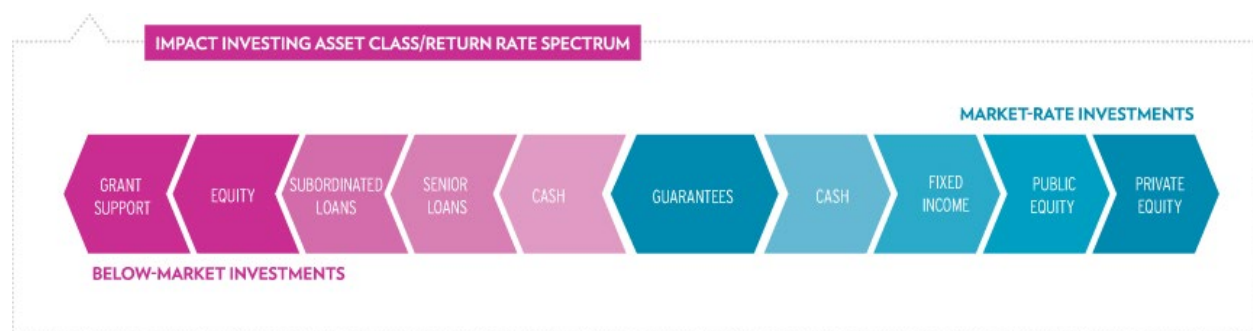 IMPACT INVESTING ASSET CLASS/RETURN RATE SPECTRUM
MARKET-RATE INVESTMENTS
GRANT
SUPPORT
EQUITY
SUBORDINATED
LOANS
SENIOR
LOANS
CASH
GUARANTEES
CASH
FIXED
INCOME
PUBLIC
EQUITY
PRIVATE
EQUITY
BELOW-MARKET INVESTMENTS